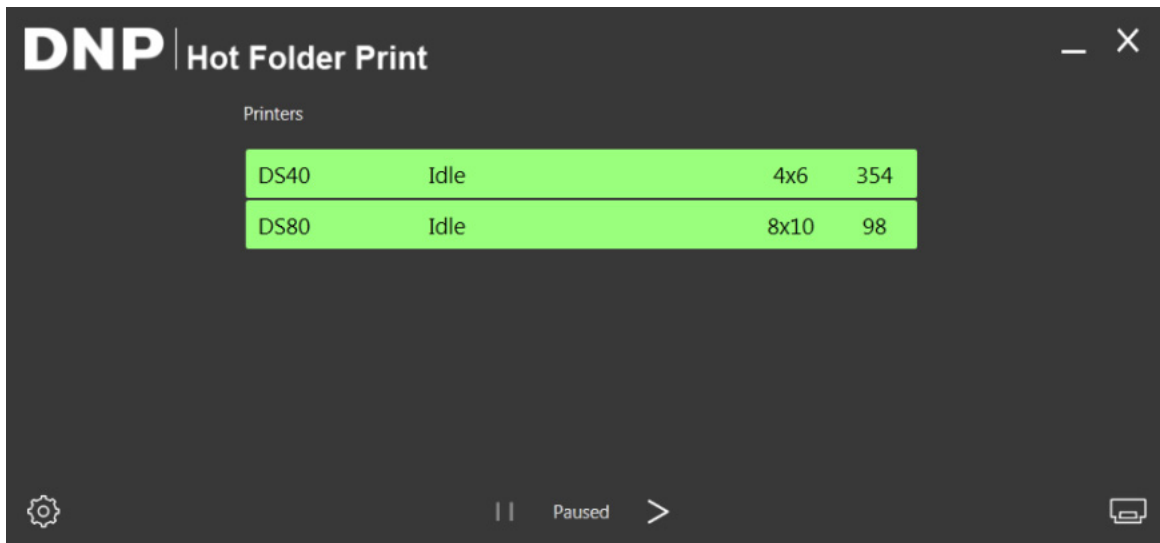 DNP Hot Folder Print
Printers
DS40 Idle 4x6 354
DS80 Idle 8x10 98
Paused